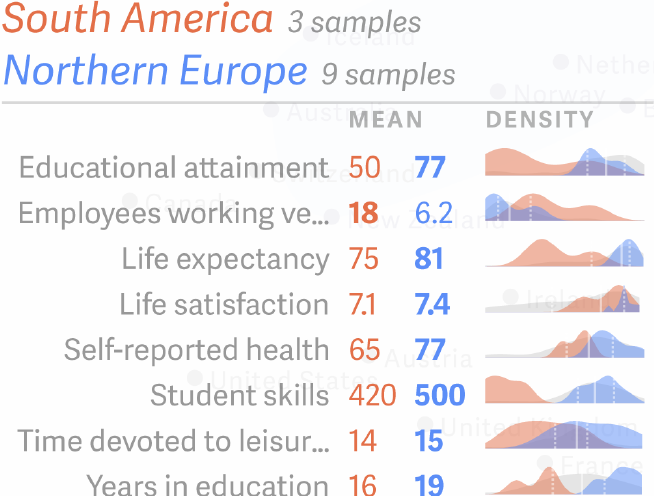 South America 3 samples
Iceland
Northern Europe 9 samples
Norway
Australia
MEAN DENSITY
Educational attainment 50 77
Canada
Employees working ve... 18 6.2
New Zealand
Life expectancy 75 81
Life satisfaction 7.1 7.4
Self-reported health 65 77
Austria
United States
Student skills 420 500
United Kingdom
Time devoted to leisur... 14 15
France
Years in education 16 19